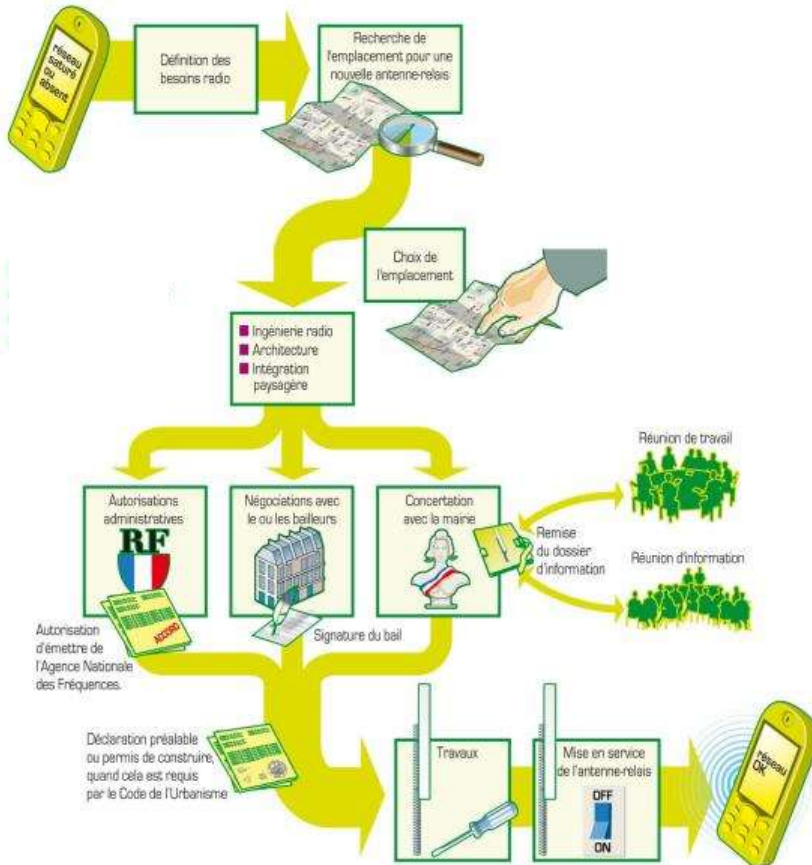 réseau
saturé
ou
absent
Définition des
besoins radio
Recherche de
l'emplacement pour une
nouvelle antenne-relais
Choix de
l'emplacement
Ingénierie radio
Architecture
Intégration
paysagère
Autorisations
administratives
RF
ACCORD
Autorisation
d'émettre de
l'Agence Nationale
des Fréquences.
Négociations avec
le ou les bailleurs
Signature du bail
Concertation
avec la mairie
Remise
du dossier
d'information
Réunion de travail
Réunion d'information
Déclaration préalable
ou permis de construire,
quand cela est requis
par le Code de l'Urbanisme
Travaux
Mise en service
de l'antenne-relais
OFF
ON
réseau
OK